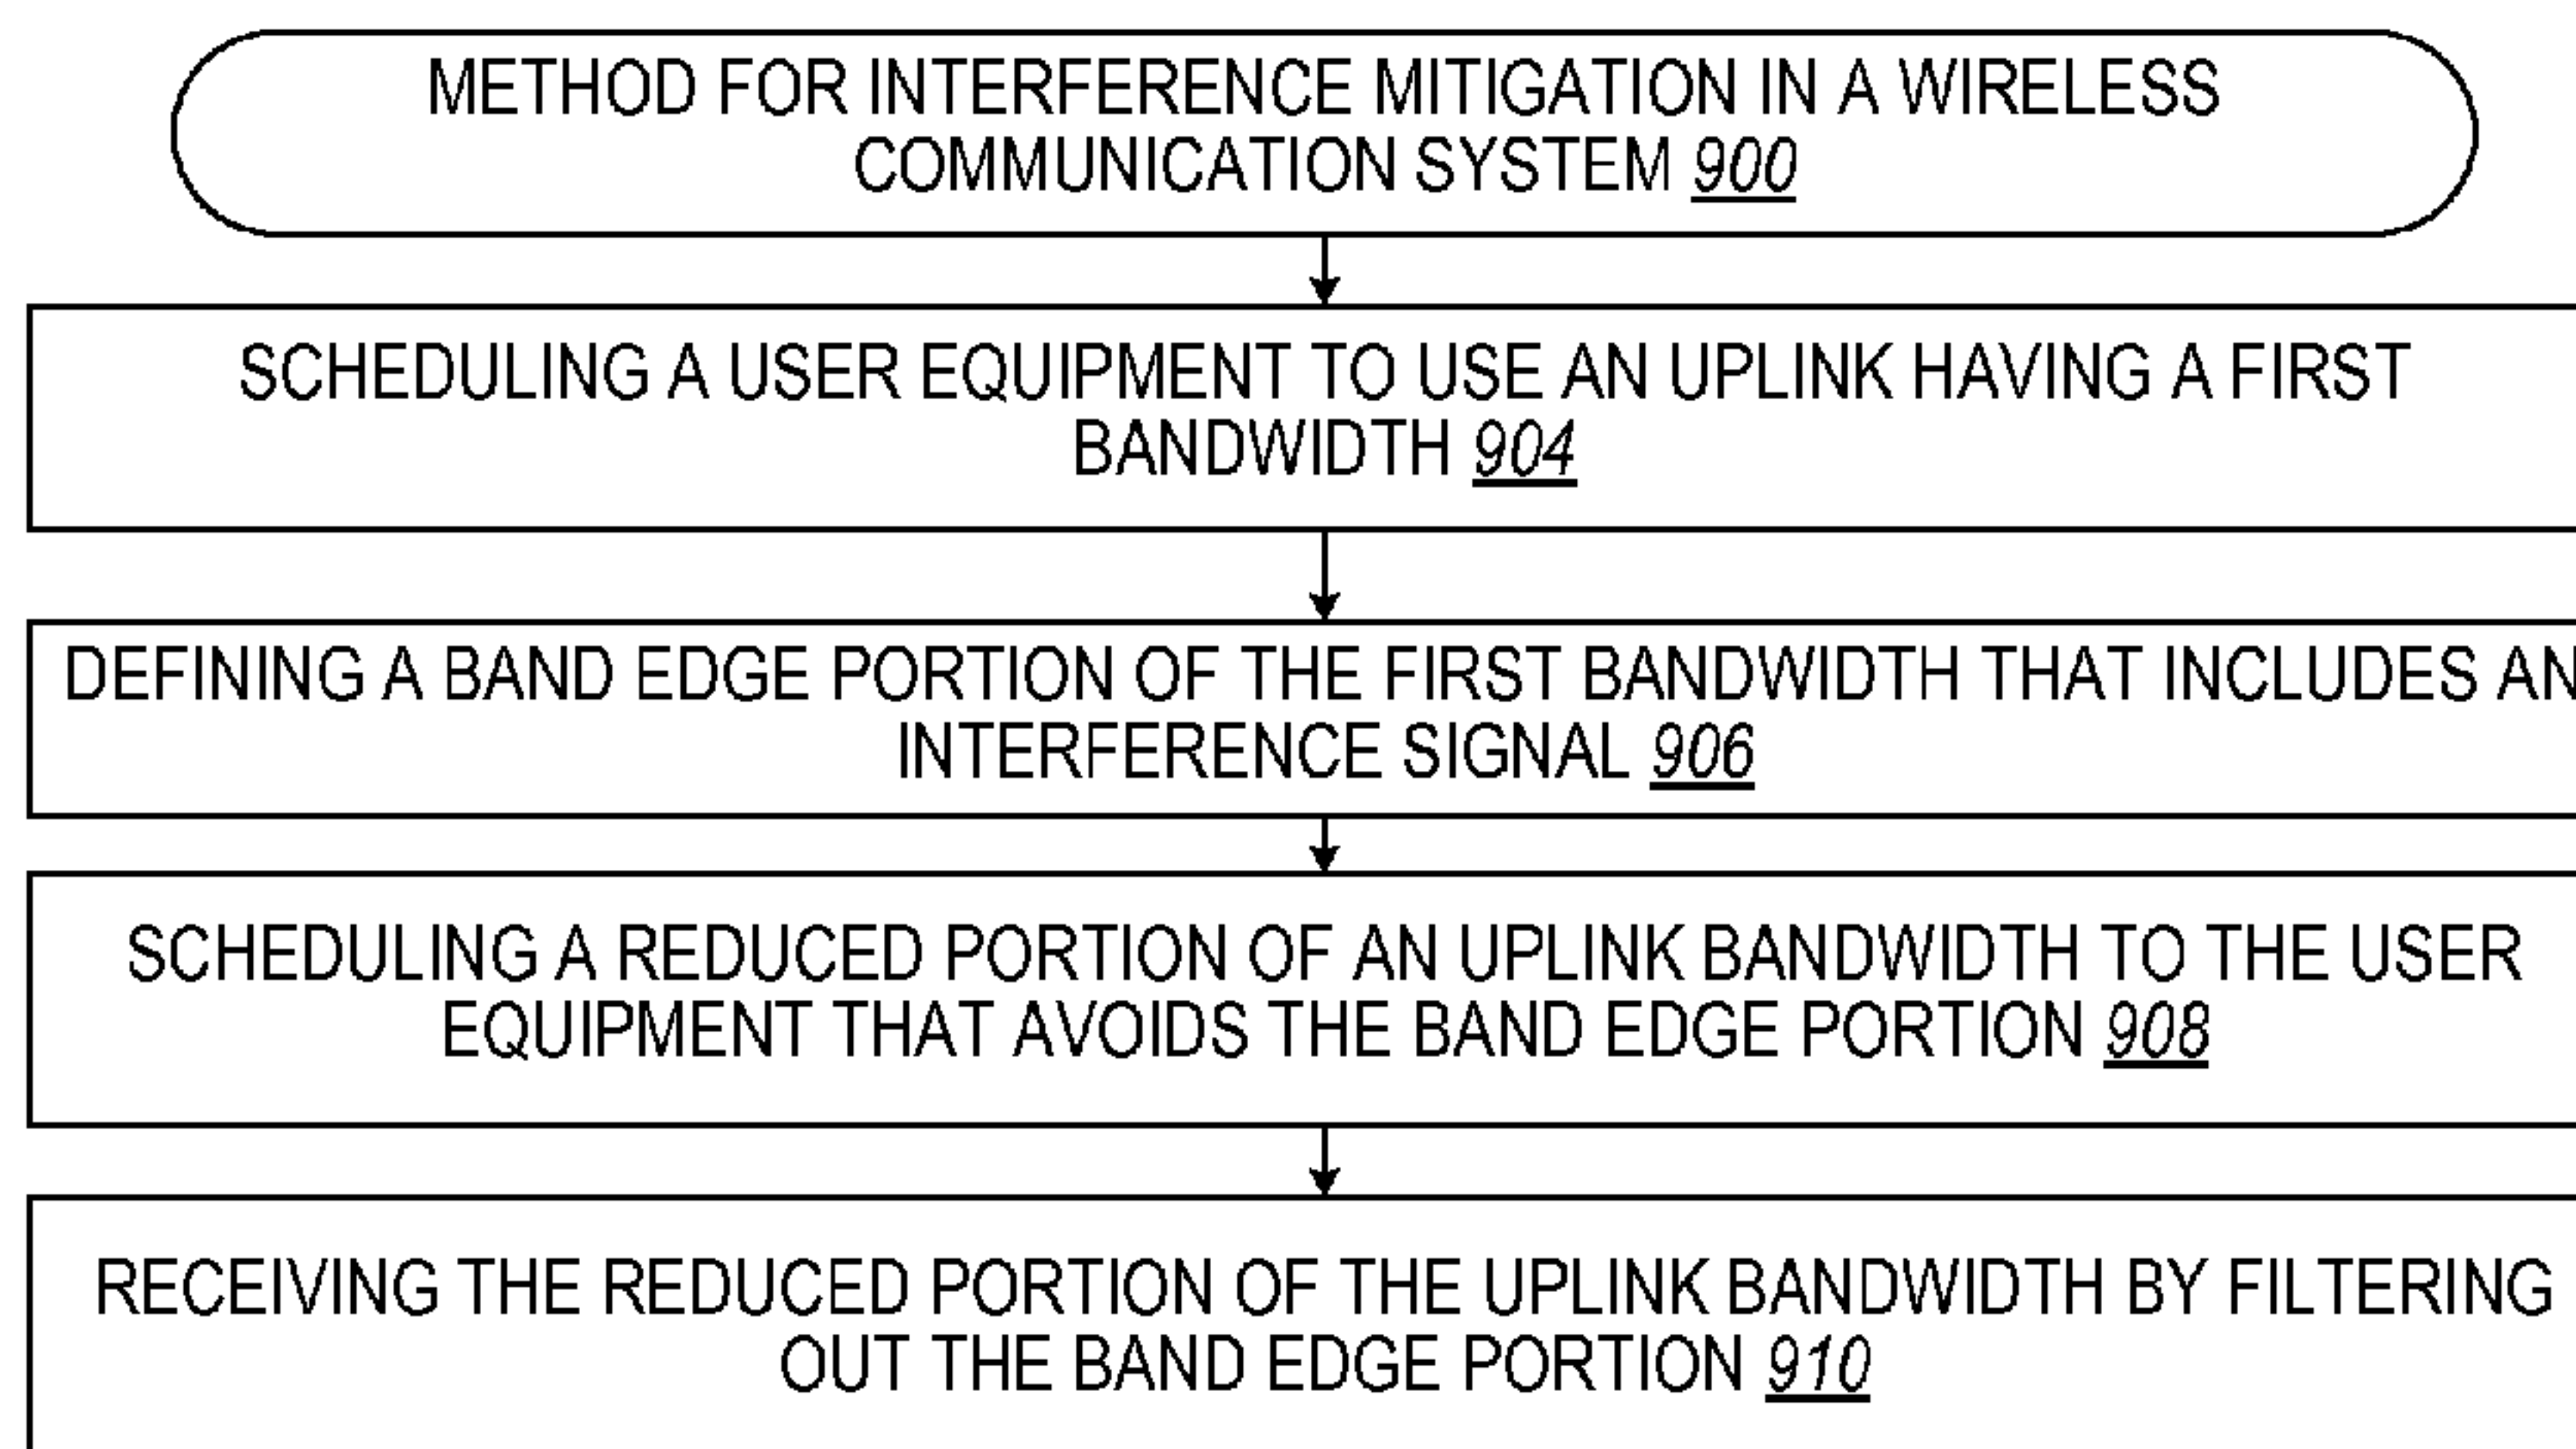 METHOD FOR INTERFERENCE MITIGATION IN A WIRELESS
COMMUNICATION SYSTEM 900
SCHEDULING A USER EQUIPMENT TO USE AN UPLINK HAVING A FIRST
BANDWIDTH 904
DEFINING A BAND EDGE PORTION OF THE FIRST BANDWIDTH THAT INCLUDES AN
INTERFERENCE SIGNAL 906
SCHEDULING A REDUCED PORTION OF AN UPLINK BANDWIDTH TO THE USER
EQUIPMENT THAT AVOIDS THE BAND EDGE PORTION 908
RECEIVING THE REDUCED PORTION OF THE UPLINK BANDWIDTH BY FILTERING
OUT THE BAND EDGE PORTION 910